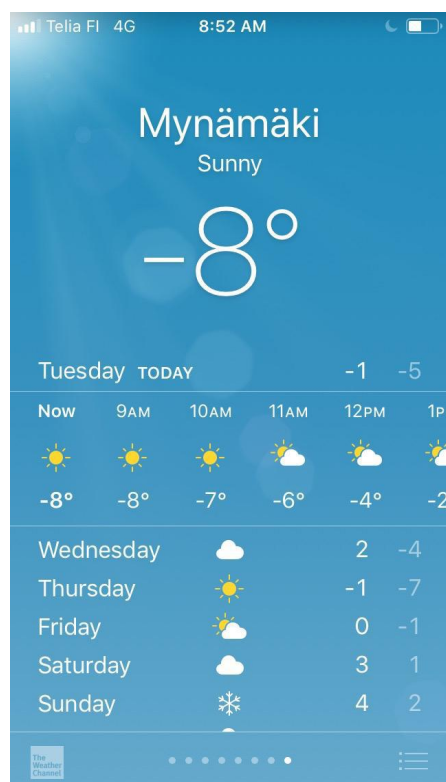 Telia FI 4G 8:52 AM
Mynämäki
Sunny
-8°
Tuesday TODAY -1 -5
Now 9AM 10AM 11AM 12PM 1P
-8° -8° -7° -6° -4° -2
Wednesday 2 -4
Thursday -1 -7
Friday 0 -1
Saturday 3 1
Sunday 4 2
The
Weather
Channel